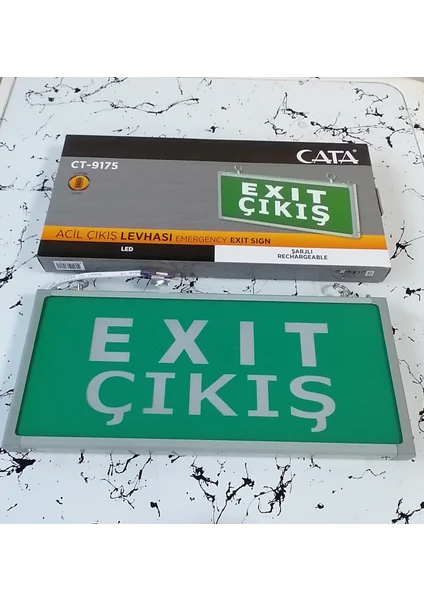 CATA
CT-9175
EXIT
ÇIKIŞ
ACİL ÇIKIŞ LEVHASI EMERGENCY EXIT SIGN
LED
ŞARJLI
RECHARGEABLE
EXIT
ÇIKIŞ